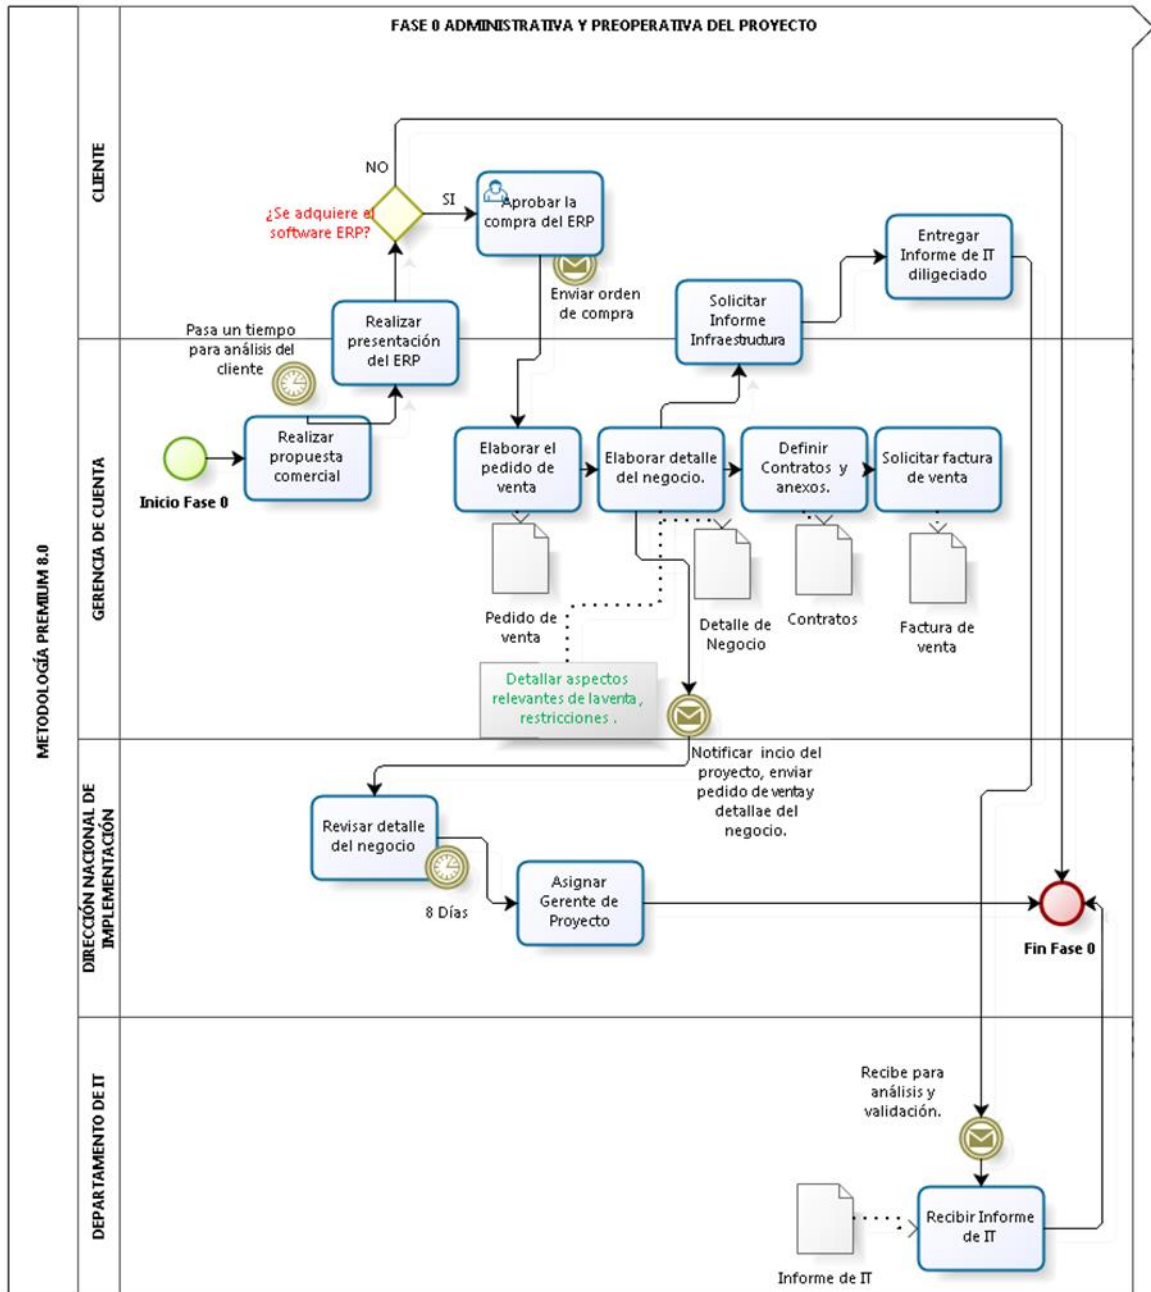 FASE 0 ADMINISTRATIVA Y PREOPERATIVA DEL PROYECTO
METODOLOGÍA PREMIUM 8.0
CLIENTE
NO
SI
¿Se adquiere el
software ERP?
Aprobar la
compra del ERP
Enviar orden
de compra
Entregar
Informe de IT
diligeciado
Solicitar
Informe
Infraestructura
Realizar
presentación
del ERP
GERENCIA DE CUENTA
Pasa un tiempo
para análisis del
cliente
Inicio Fase 0
Realizar
propuesta
comercial
Elaborar el
pedido de
venta
Elaborar detalle
del negocio.
Definir
Contratos y
anexos.
Solicitar factura
de venta
Pedido de
venta
Detalle de
Negocio
Contratos
Factura de
venta
Detallar aspectos
relevantes de laventa,
restricciones .
Notificar incio del
proyecto, enviar
pedido de ventay
detallae del
negocio.
DIRECCIÓN NACIONAL DE
IMPLEMENTACIÓN
Revisar detalle
del negocio
8 Días
Asignar
Gerente de
Proyecto
Fin Fase 0
DEPARTAMENTO DE IT
Recibe para
análisis y
validación.
Informe de IT
Recibir Informe
de IT